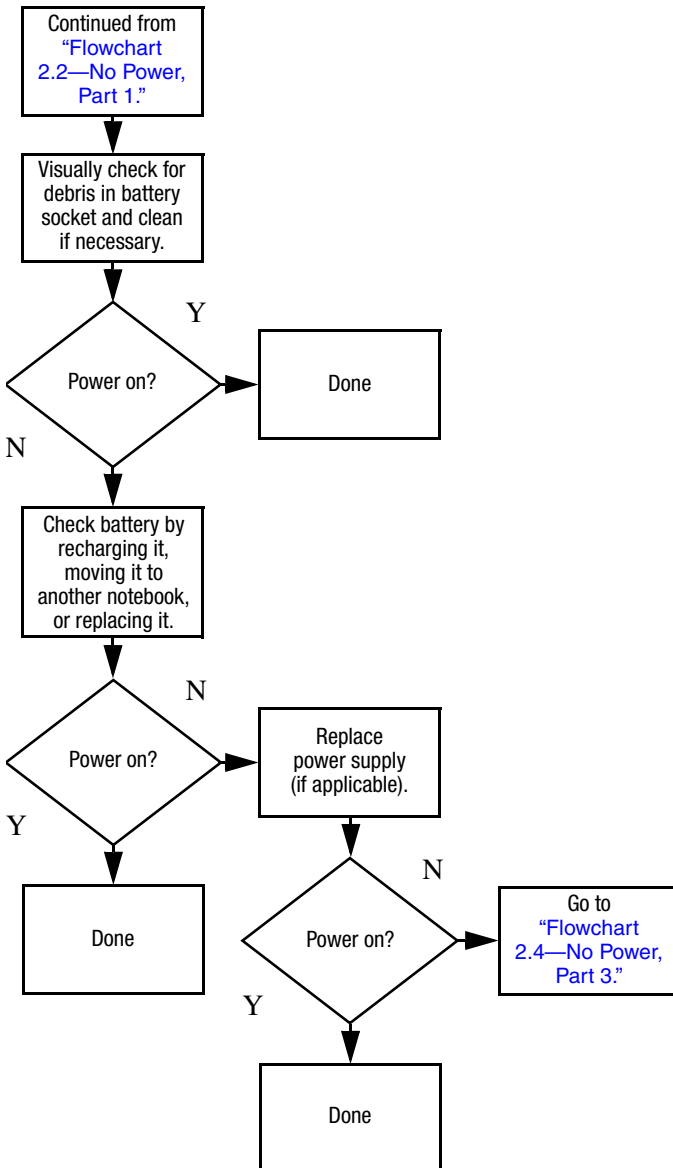 Continued from
“Flowchart
2.2—No Power,
Part 1.”
Visually check for
debris in battery
socket and clean
if necessary.
Y
Power on?
Done
N
Check battery by
recharging it,
moving it to
another notebook,
or replacing it.
N
Power on?
Replace
power supply
(if applicable).
Y
Done
N
Power on?
Go to
“Flowchart
2.4—No Power,
Part 3.”
Y
Done